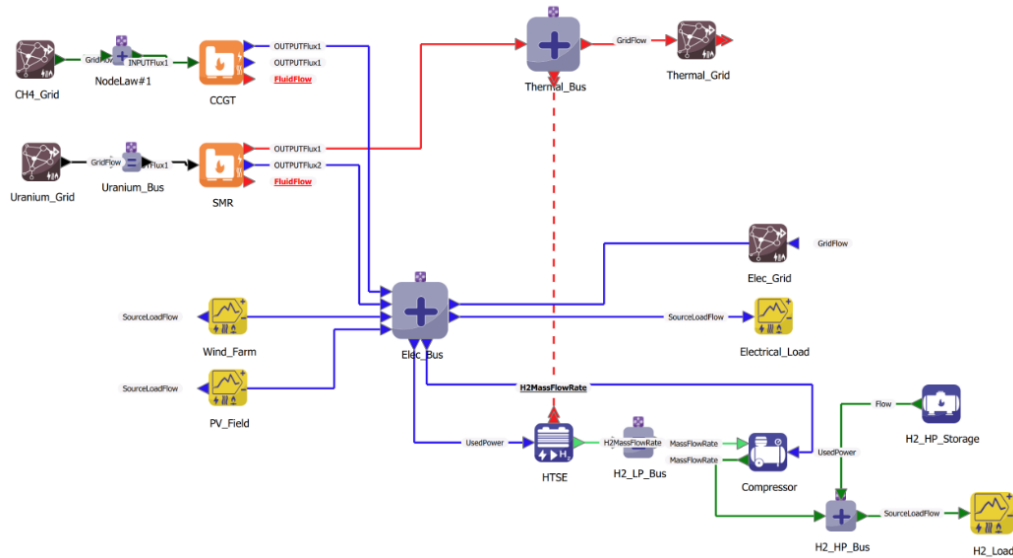 GridFlow
INPUTFlux1
CH4_Grid
NodeLaw#1
OUTPUTFlux1
OUTPUTFlux1
FluidFlow
CCGT
Thermal_Bus
GridFlow
Thermal_Grid
GridFlow
Uranium_Grid
Uranium_Bus
OUTPUTFlux1
OUTPUTFlux2
FluidFlow
SMR
GridFlow
Elec_Grid
SourceLoadFlow
Wind_Farm
Elec_Bus
SourceLoadFlow
Electrical_Load
SourceLoadFlow
PV_Field
H2MassFlowRate
Flow
H2_HP_Storage
UsedPower
HTSE
H2MassFlowRate
H2_LP_Bus
MassFlowRate
MassFlowRate
Compressor
UsedPower
H2_HP_Bus
SourceLoadFlow
H2_Load